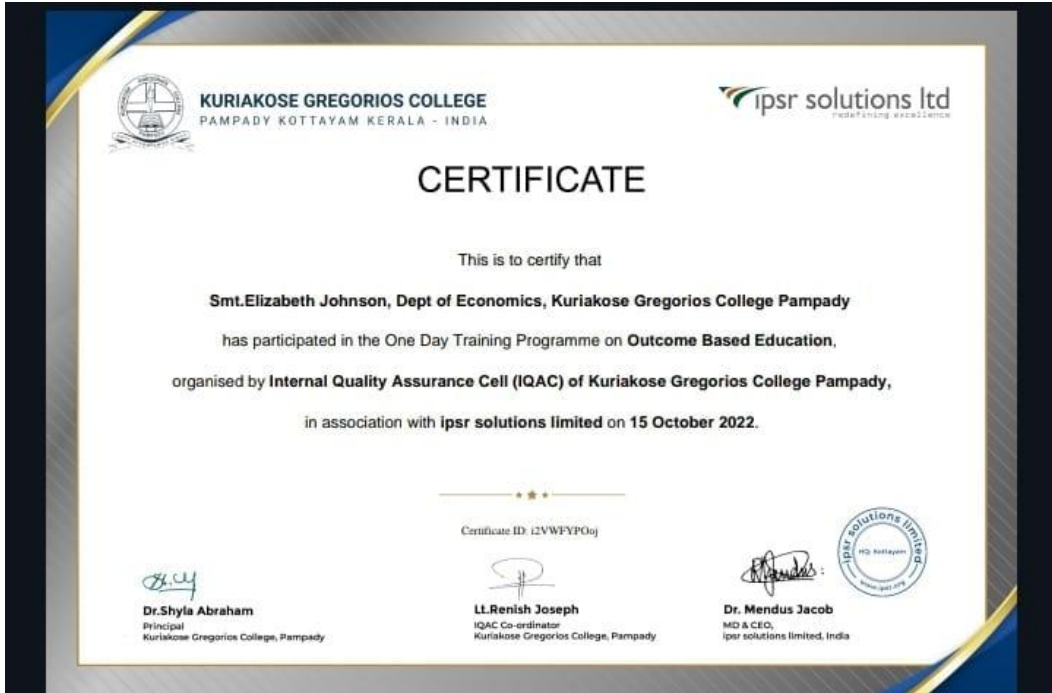 KURIAKOSE GREGORIOS COLLEGE
PAMPADY KOTTAYAM KERALA - INDIA
ipsr solutions ltd
redefining excellence
CERTIFICATE
This is to certify that
Smt.Elizabeth Johnson, Dept of Economics, Kuriakose Gregorios College Pampady
has participated in the One Day Training Programme on Outcome Based Education,
organised by Internal Quality Assurance Cell (IQAC) of Kuriakose Gregorios College Pampady,
in association with ipsr solutions limited on 15 October 2022.
Certificate ID: i2VWFYPOoj
ipsr solutions limited
HQ: Kottayam
www.ipsr.org
Dr.Shyla Abraham
Principal
Kuriakose Gregorios College, Pampady
Lt.Renish Joseph
IQAC Co-ordinator
Kuriakose Gregorios College, Pampady
Dr. Mendus Jacob
MD & CEO,
ipsr solutions limited, India